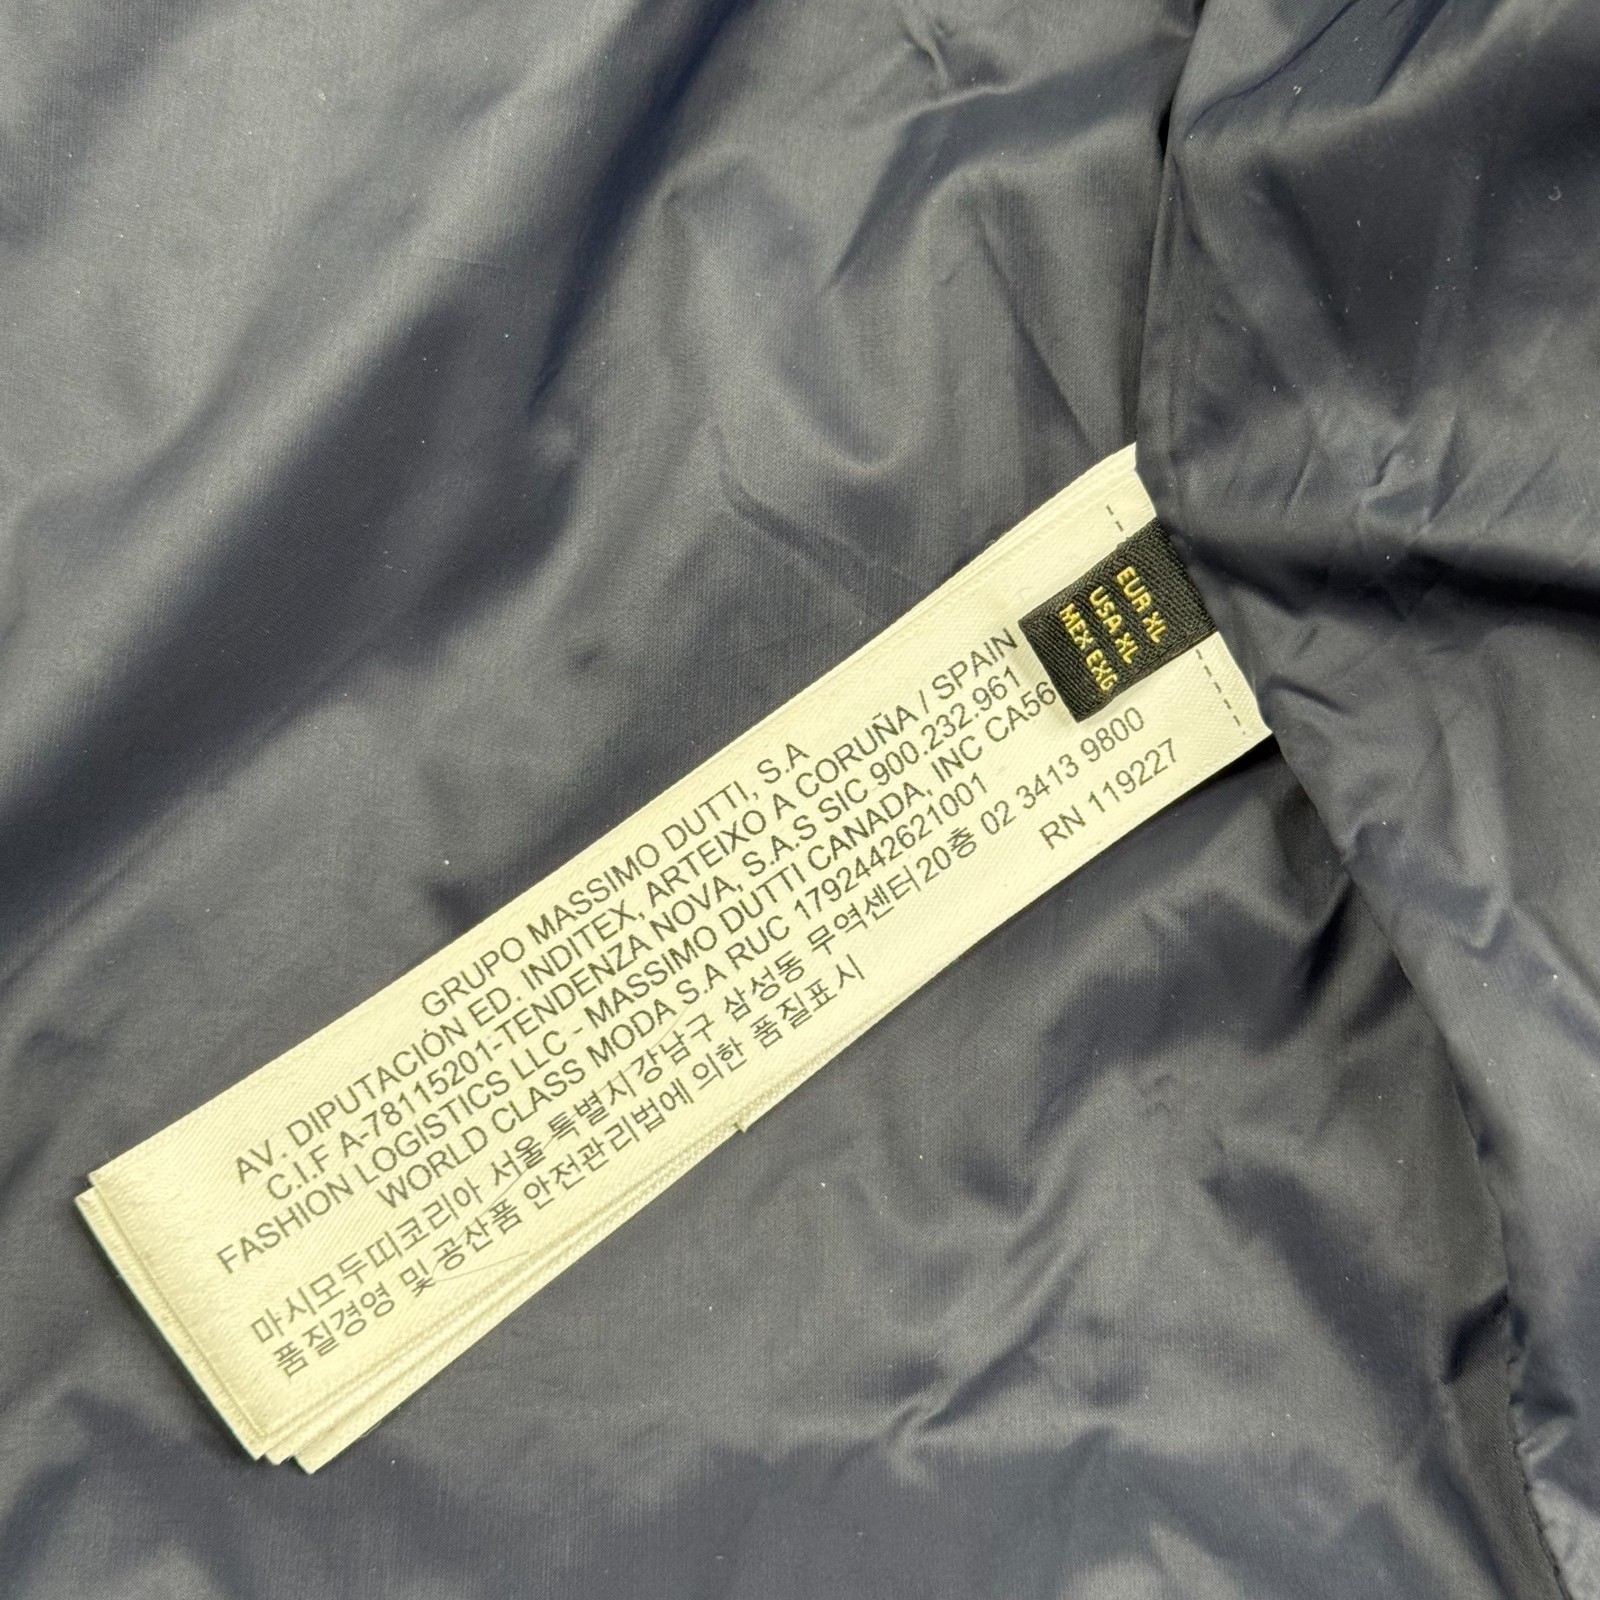 EUR XL
USA XL
MEX EXG
GRUPO MASSIMO DUTTI, S.A
AV. DIPUTACIÓN ED. INDITEX, ARTEIXO A CORUÑA / SPAIN
C.I.F A-78115201-TENDENZA NOVA, S.A.S SIC 900.232.961
FASHION LOGISTICS LLC - MASSIMO DUTTI CANADA, INC CA56
WORLD CLASS MODA S.A RUC 1792442621001
마시모두띠코리아 서울특별시강남구 삼성동 무역센터20층 02 3413 9800
품질경영 및 공산품 안전관리법에 의한 품질표시
RN 119227